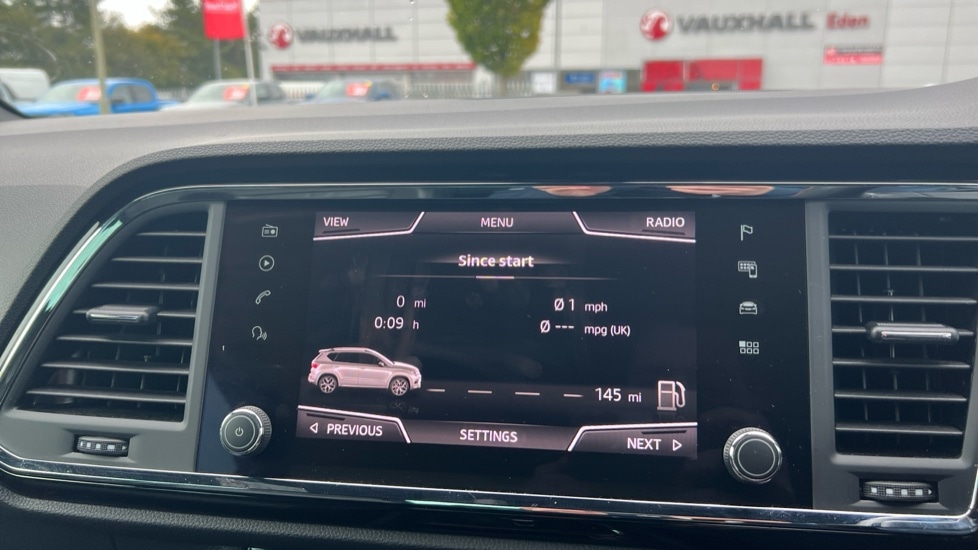 VAUXHALL
VAUXHALL Eden
VIEW MENU RADIO
Since start
0 mi Ø 1 mph
0:09 h Ø --- mpg (UK)
145 mi
PREVIOUS SETTINGS NEXT